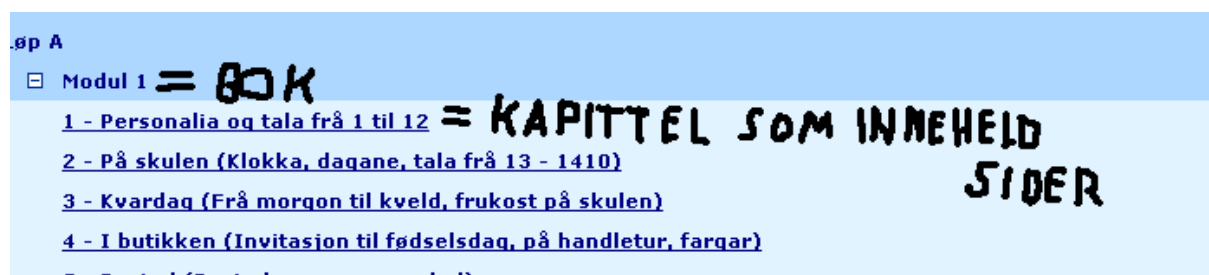 øp A
Modul 1 = BOK
1 - Personalia og tala frå 1 til 12 = KAPITTEL SOM INNEHELD
SIDER
2 - På skulen (Klokka, dagane, tala frå 13 - 1410)
3 - Kvardag (Frå morgon til kveld, frukost på skulen)
4 - I butikken (Invitasjon til fødselsdag, på handletur, fargar)